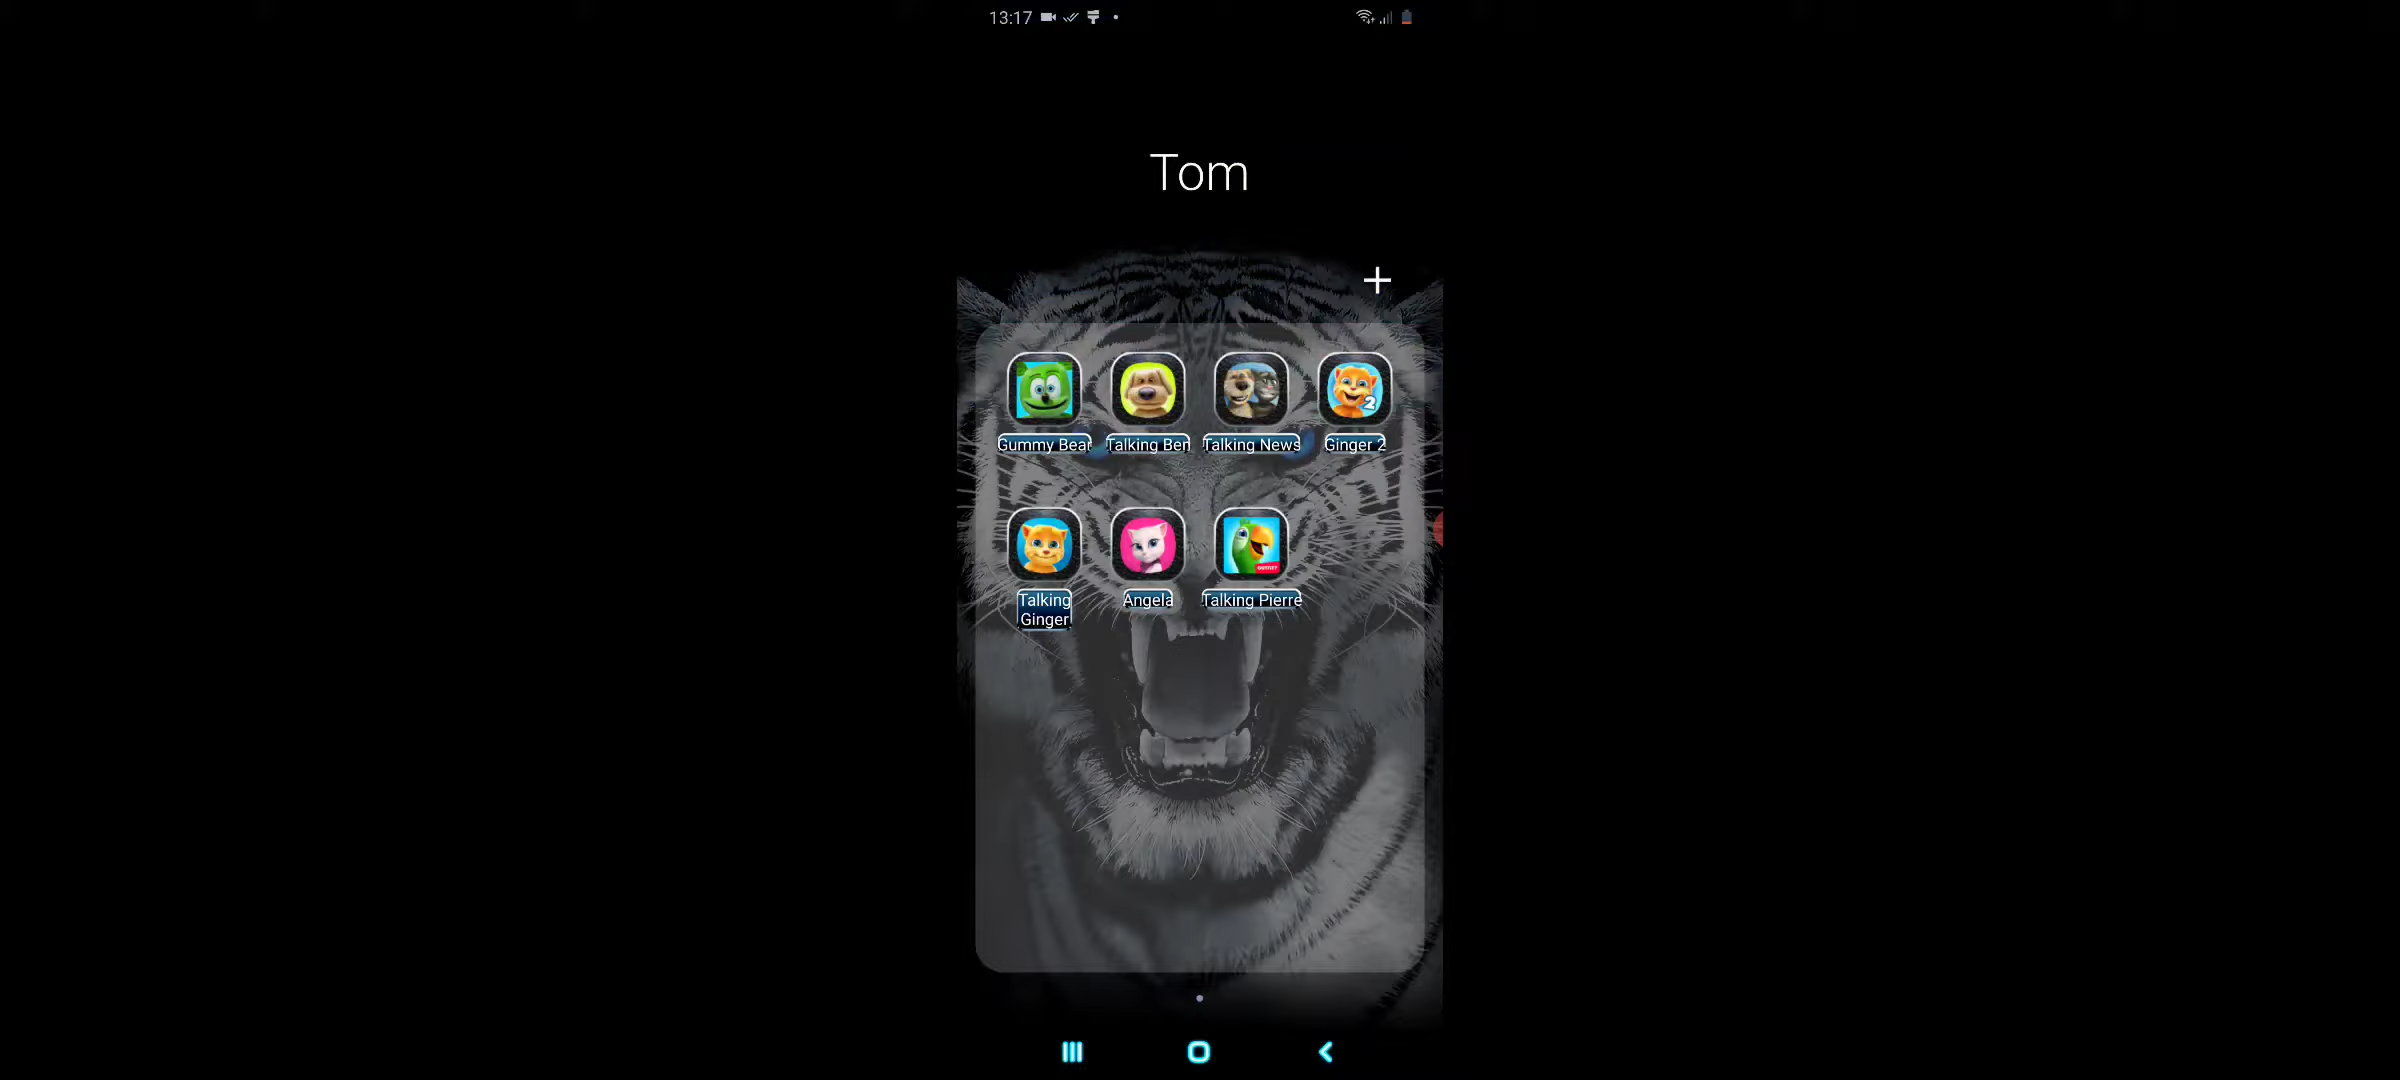 13:17
Tom
Gummy Bear
Talking Ben
Talking News
Ginger 2
Talking
Ginger
Angela
Talking Pierre